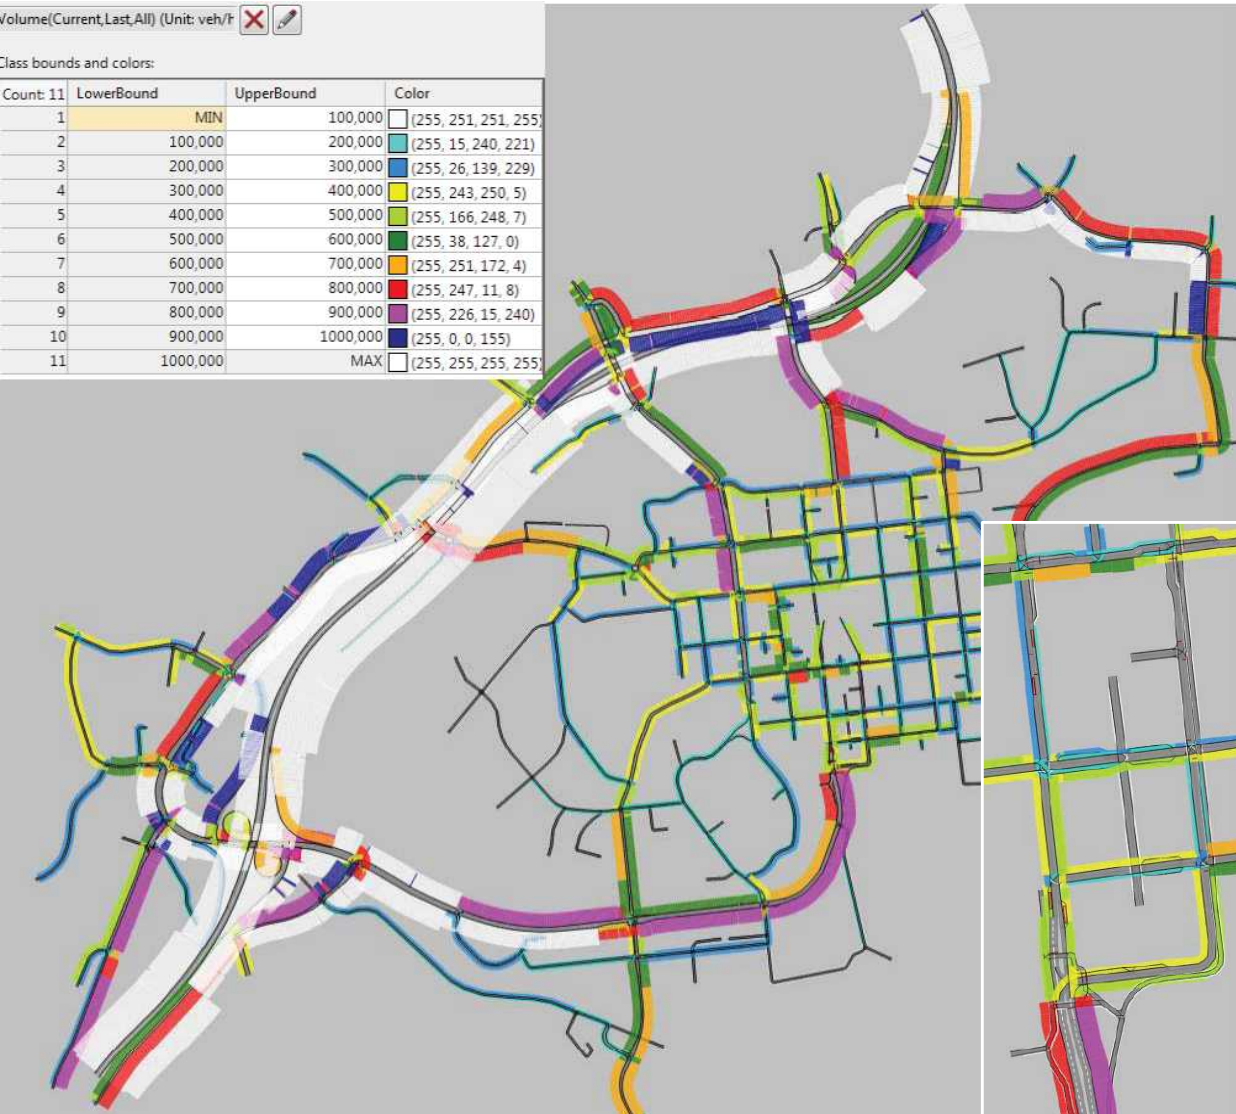 Volume(Current,Last,All) (Unit: veh/h
Class bounds and colors:
Count: 11 LowerBound UpperBound Color
1 MIN 100,000 (255, 251, 251, 255)
2 100,000 200,000 (255, 15, 240, 221)
3 200,000 300,000 (255, 26, 139, 229)
4 300,000 400,000 (255, 243, 250, 5)
5 400,000 500,000 (255, 166, 248, 7)
6 500,000 600,000 (255, 38, 127, 0)
7 600,000 700,000 (255, 251, 172, 4)
8 700,000 800,000 (255, 247, 11, 8)
9 800,000 900,000 (255, 226, 15, 240)
10 900,000 1000,000 (255, 0, 0, 155)
11 1000,000 MAX (255, 255, 255, 255)